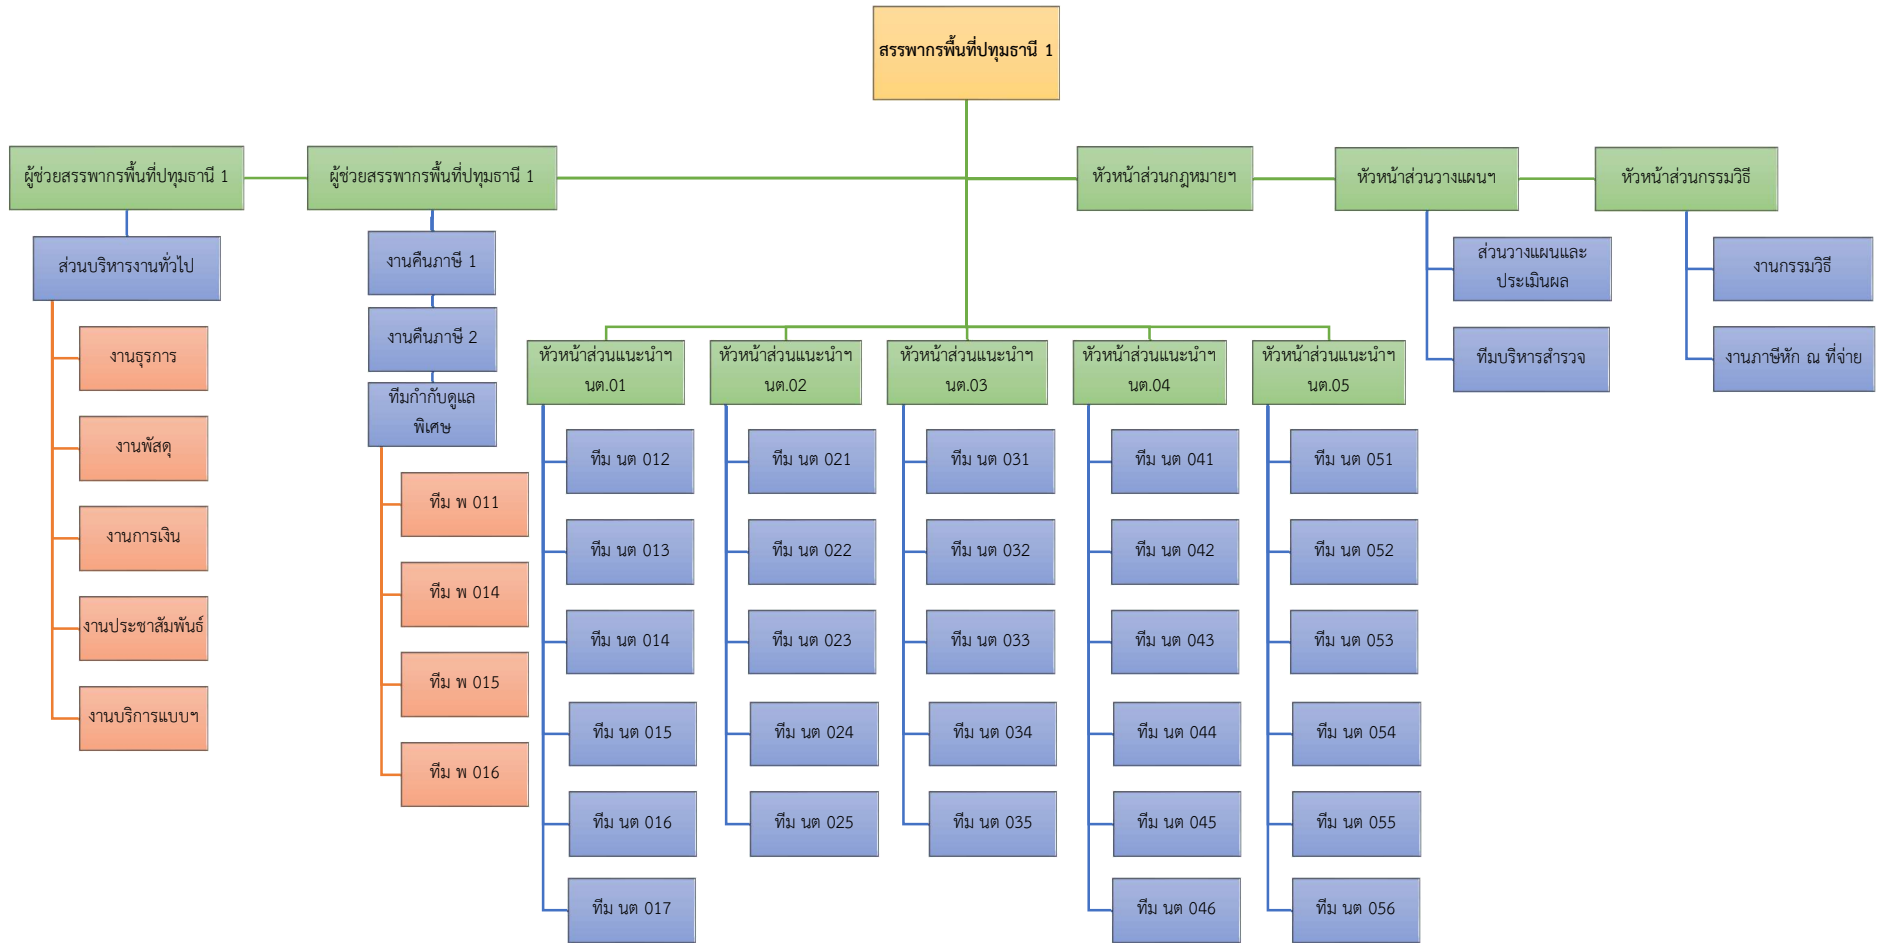 สรรพากรพื้นที่ปทุมธานี 1
ผู้ช่วยสรรพากรพื้นที่ปทุมธานี 1
ผู้ช่วยสรรพากรพื้นที่ปทุมธานี 1
หัวหน้าส่วนกฎหมายฯ
หัวหน้าส่วนวางแผนฯ
หัวหน้าส่วนกรรมวิธี
ส่วนบริหารงานทั่วไป
งานธุรการ
งานพัสดุ
งานการเงิน
งานประชาสัมพันธ์
งานบริการแบบฯ
งานคืนภาษี 1
งานคืนภาษี 2
ทีมกำกับดูแล
พิเศษ
ทีม พ 011
ทีม พ 014
ทีม พ 015
ทีม พ 016
หัวหน้าส่วนแนะนำฯ
นต.01
ทีม นต 012
ทีม นต 013
ทีม นต 014
ทีม นต 015
ทีม นต 016
ทีม นต 017
หัวหน้าส่วนแนะนำฯ
นต.02
ทีม นต 021
ทีม นต 022
ทีม นต 023
ทีม นต 024
ทีม นต 025
หัวหน้าส่วนแนะนำฯ
นต.03
ทีม นต 031
ทีม นต 032
ทีม นต 033
ทีม นต 034
ทีม นต 035
หัวหน้าส่วนแนะนำฯ
นต.04
ทีม นต 041
ทีม นต 042
ทีม นต 043
ทีม นต 044
ทีม นต 045
ทีม นต 046
หัวหน้าส่วนแนะนำฯ
นต.05
ทีม นต 051
ทีม นต 052
ทีม นต 053
ทีม นต 054
ทีม นต 055
ทีม นต 056
ส่วนวางแผนและ
ประเมินผล
ทีมบริหารสำรวจ
งานกรรมวิธี
งานภาษีหัก ณ ที่จ่าย